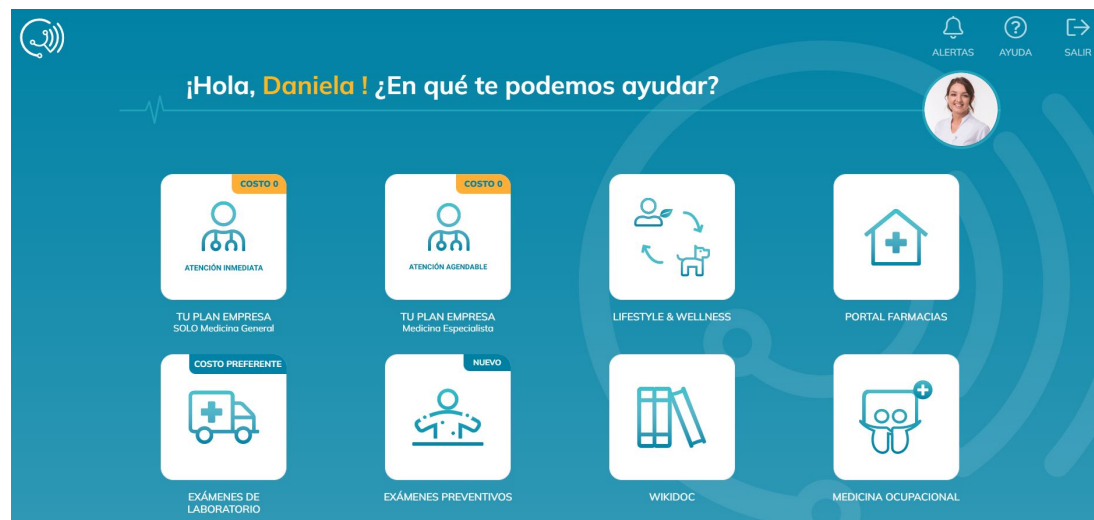 ALERTAS
AYUDA
SALIR
¡Hola, Daniela ! ¿En qué te podemos ayudar?
COSTO 0
ATENCIÓN INMEDIATA
TU PLAN EMPRESA
SOLO Medicina General
COSTO 0
ATENCIÓN AGENDABLE
TU PLAN EMPRESA
Medicina Especialista
LIFESTYLE & WELLNESS
PORTAL FARMACIAS
COSTO PREFERENTE
EXÁMENES DE
LABORATORIO
NUEVO
EXÁMENES PREVENTIVOS
WIKIDOC
MEDICINA OCUPACIONAL